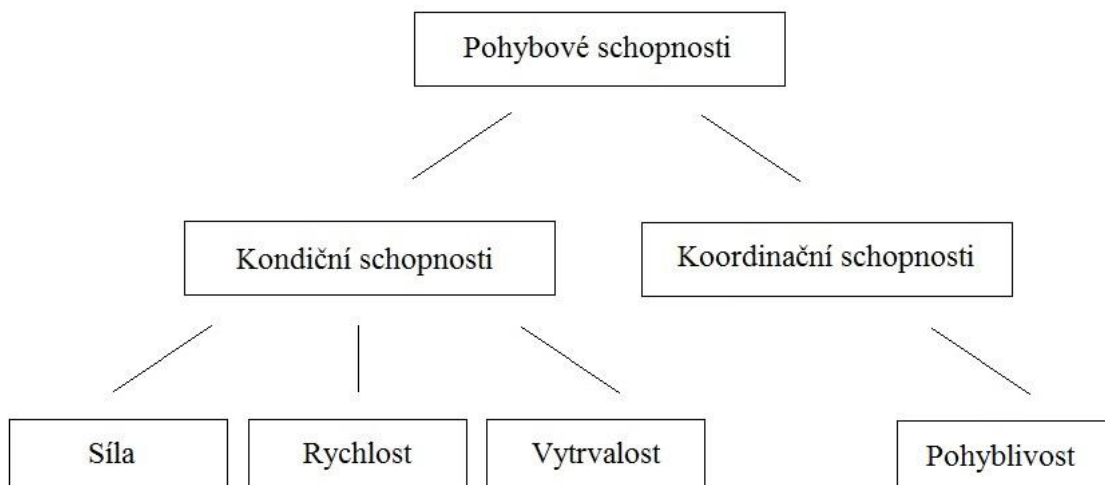 Pohybové schopnosti
Kondiční schopnosti
Koordinační schopnosti
Síla
Rychlost
Vytrvalost
Pohyblivost